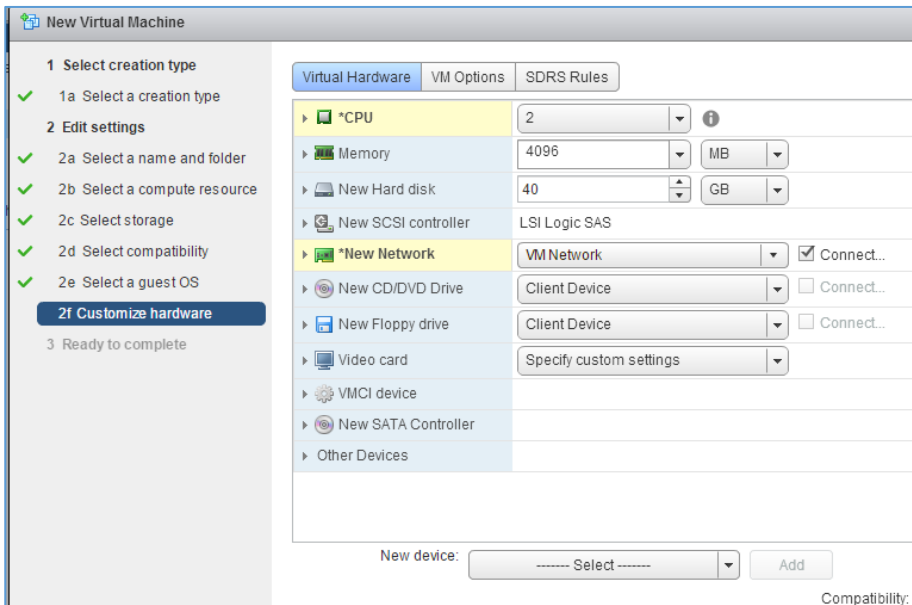 New Virtual Machine
1 Select creation type
1a Select a creation type
2 Edit settings
2a Select a name and folder
2b Select a compute resource
2c Select storage
2d Select compatibility
2e Select a guest OS
2f Customize hardware
3 Ready to complete
Virtual Hardware VM Options SDRS Rules
*CPU 2
Memory 4096 MB
New Hard disk 40 GB
New SCSI controller LSI Logic SAS
*New Network VM Network Connect...
New CD/DVD Drive Client Device Connect...
New Floppy drive Client Device Connect...
Video card Specify custom settings
VMCI device
New SATA Controller
Other Devices
New device: ------- Select ------- Add
Compatibility: